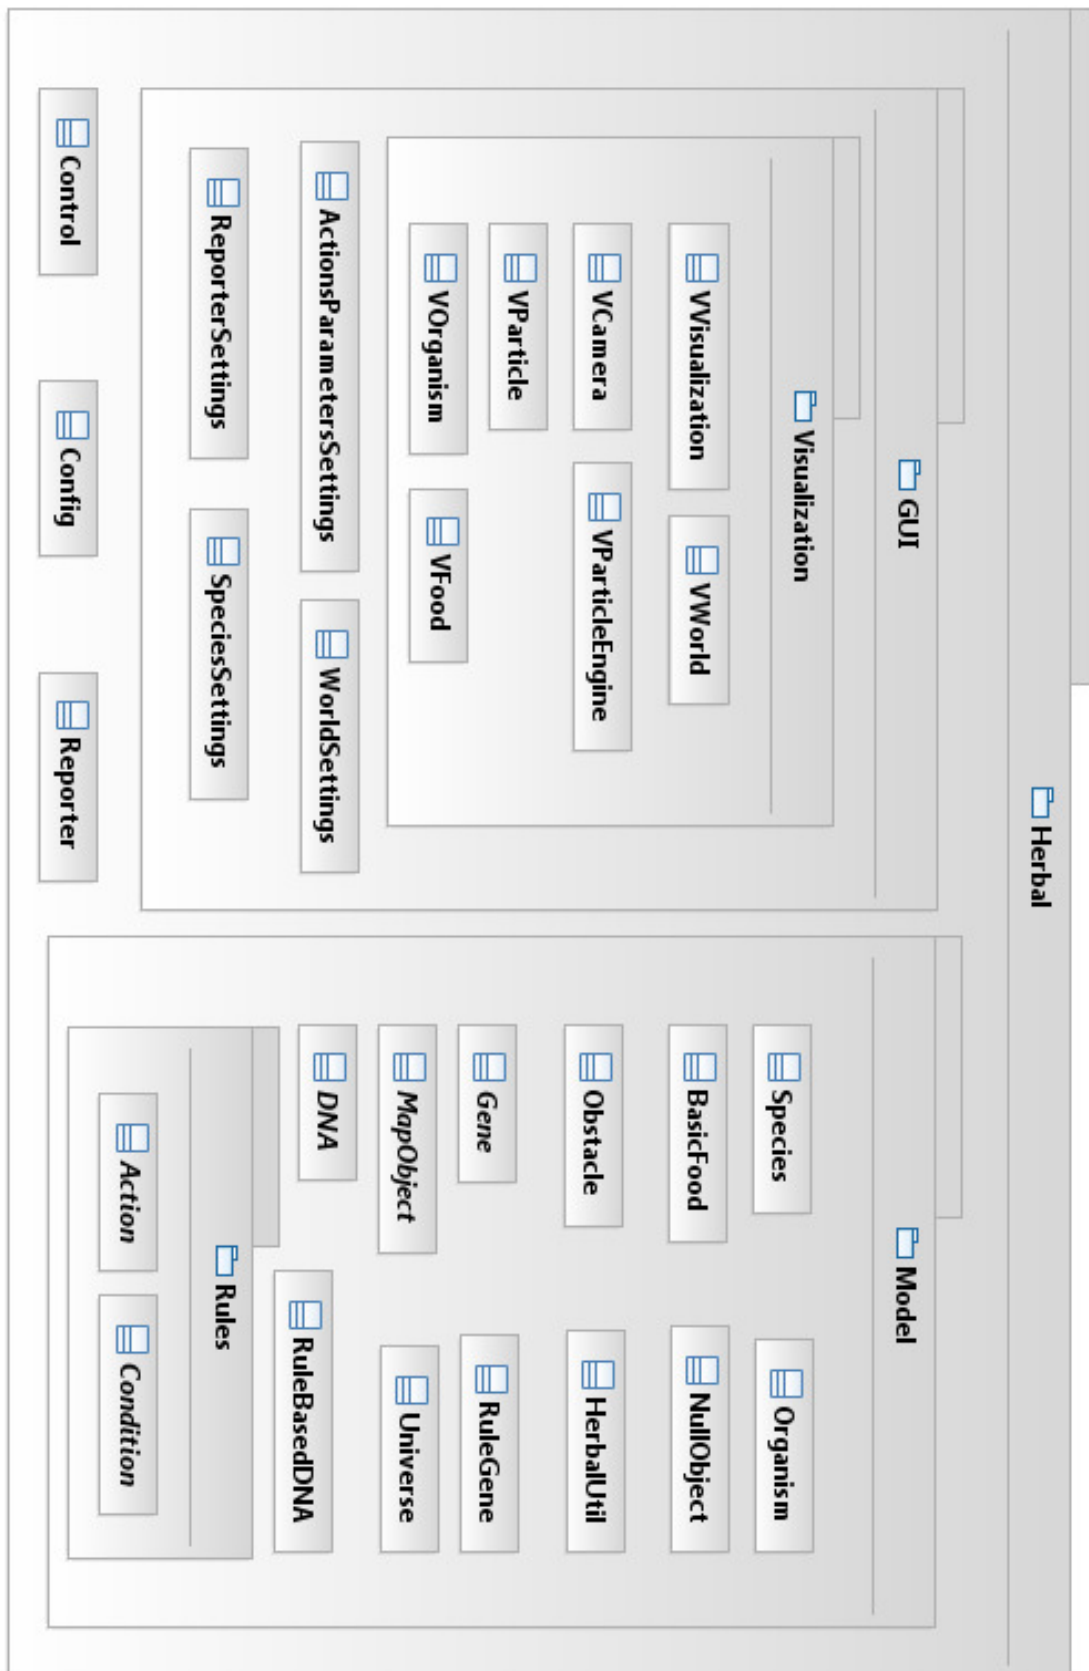 Herbal
GUI
Visualization
VVisualization
VWorld
VCamera
VParticleEngine
VParticle
VOrganism
VFood
ActionsParametersSettings
WorldSettings
ReporterSettings
SpeciesSettings
Model
Species
Organism
BasicFood
NullObject
Obstacle
HerbalUtil
Gene
RuleGene
MapObject
Universe
DNA
RuleBasedDNA
Rules
Action
Condition
Control
Config
Reporter